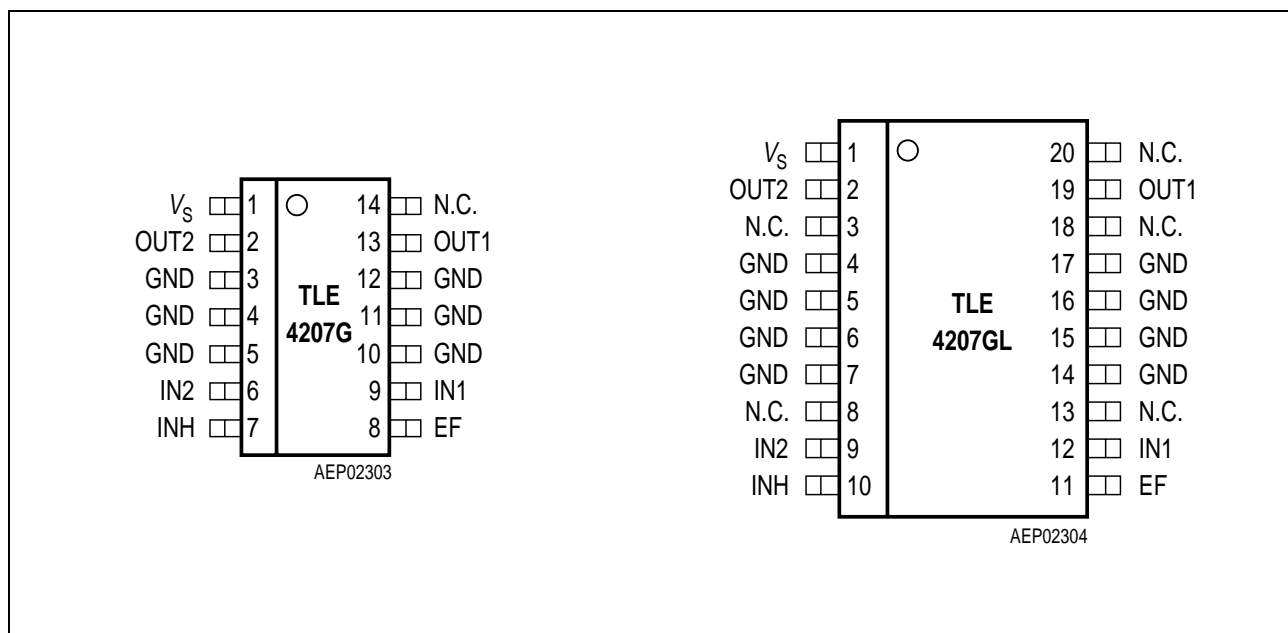 V_S 1 14 N.C.
OUT2 2 13 OUT1
GND 3 12 GND
GND 4 TLE 11 GND
GND 5 4207G 10 GND
IN2 6 9 IN1
INH 7 8 EF
AEP02303
V_S 1 20 N.C.
OUT2 2 19 OUT1
N.C. 3 18 N.C.
GND 4 17 GND
GND 5 TLE 16 GND
GND 6 4207GL 15 GND
GND 7 14 GND
N.C. 8 13 N.C.
IN2 9 12 IN1
INH 10 11 EF
AEP02304